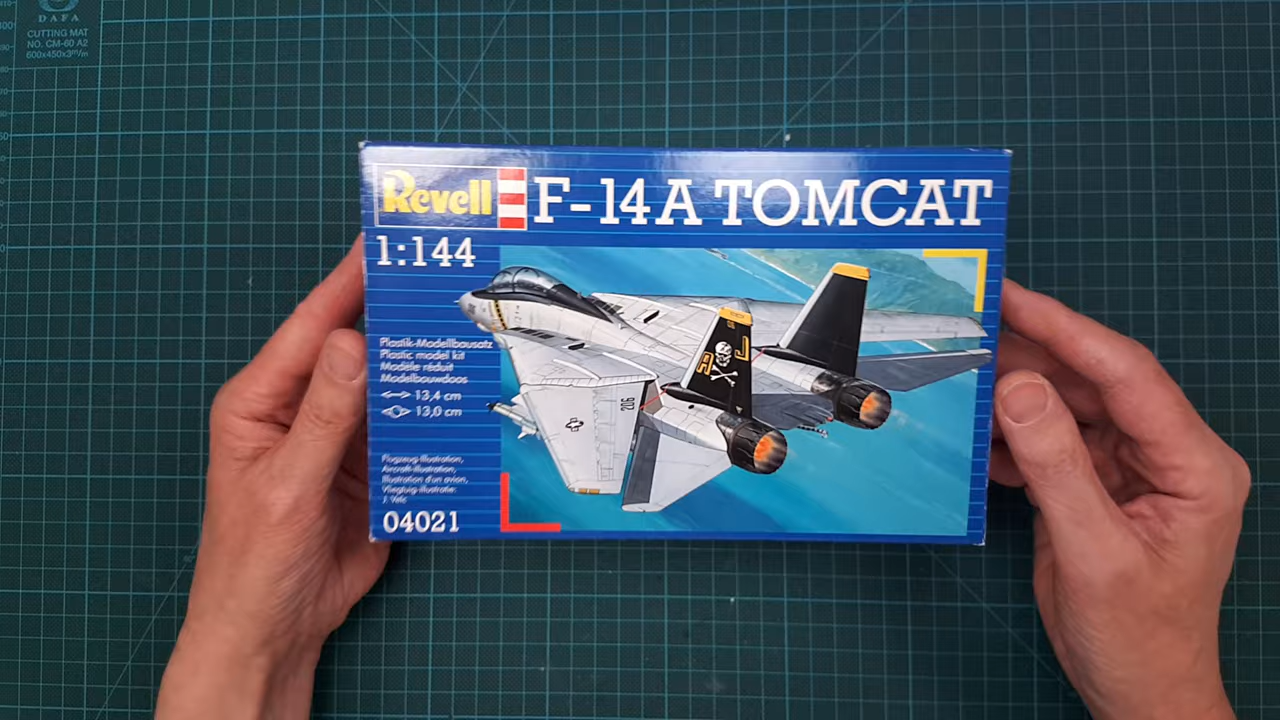 DAFA
CUTTING MAT
NO. CM-60 A2
600x450x3m/m
Revell
F-14A TOMCAT
1:144
Plastik-Modellbausatz
Plastic model kit
Modèle réduit
Modelbouwdoos
13,4 cm
13,0 cm
Flugzeug-Illustration,
Aircraft-illustration,
Illustration d'un avion,
Vliegtuig-illustratie:
04021
206